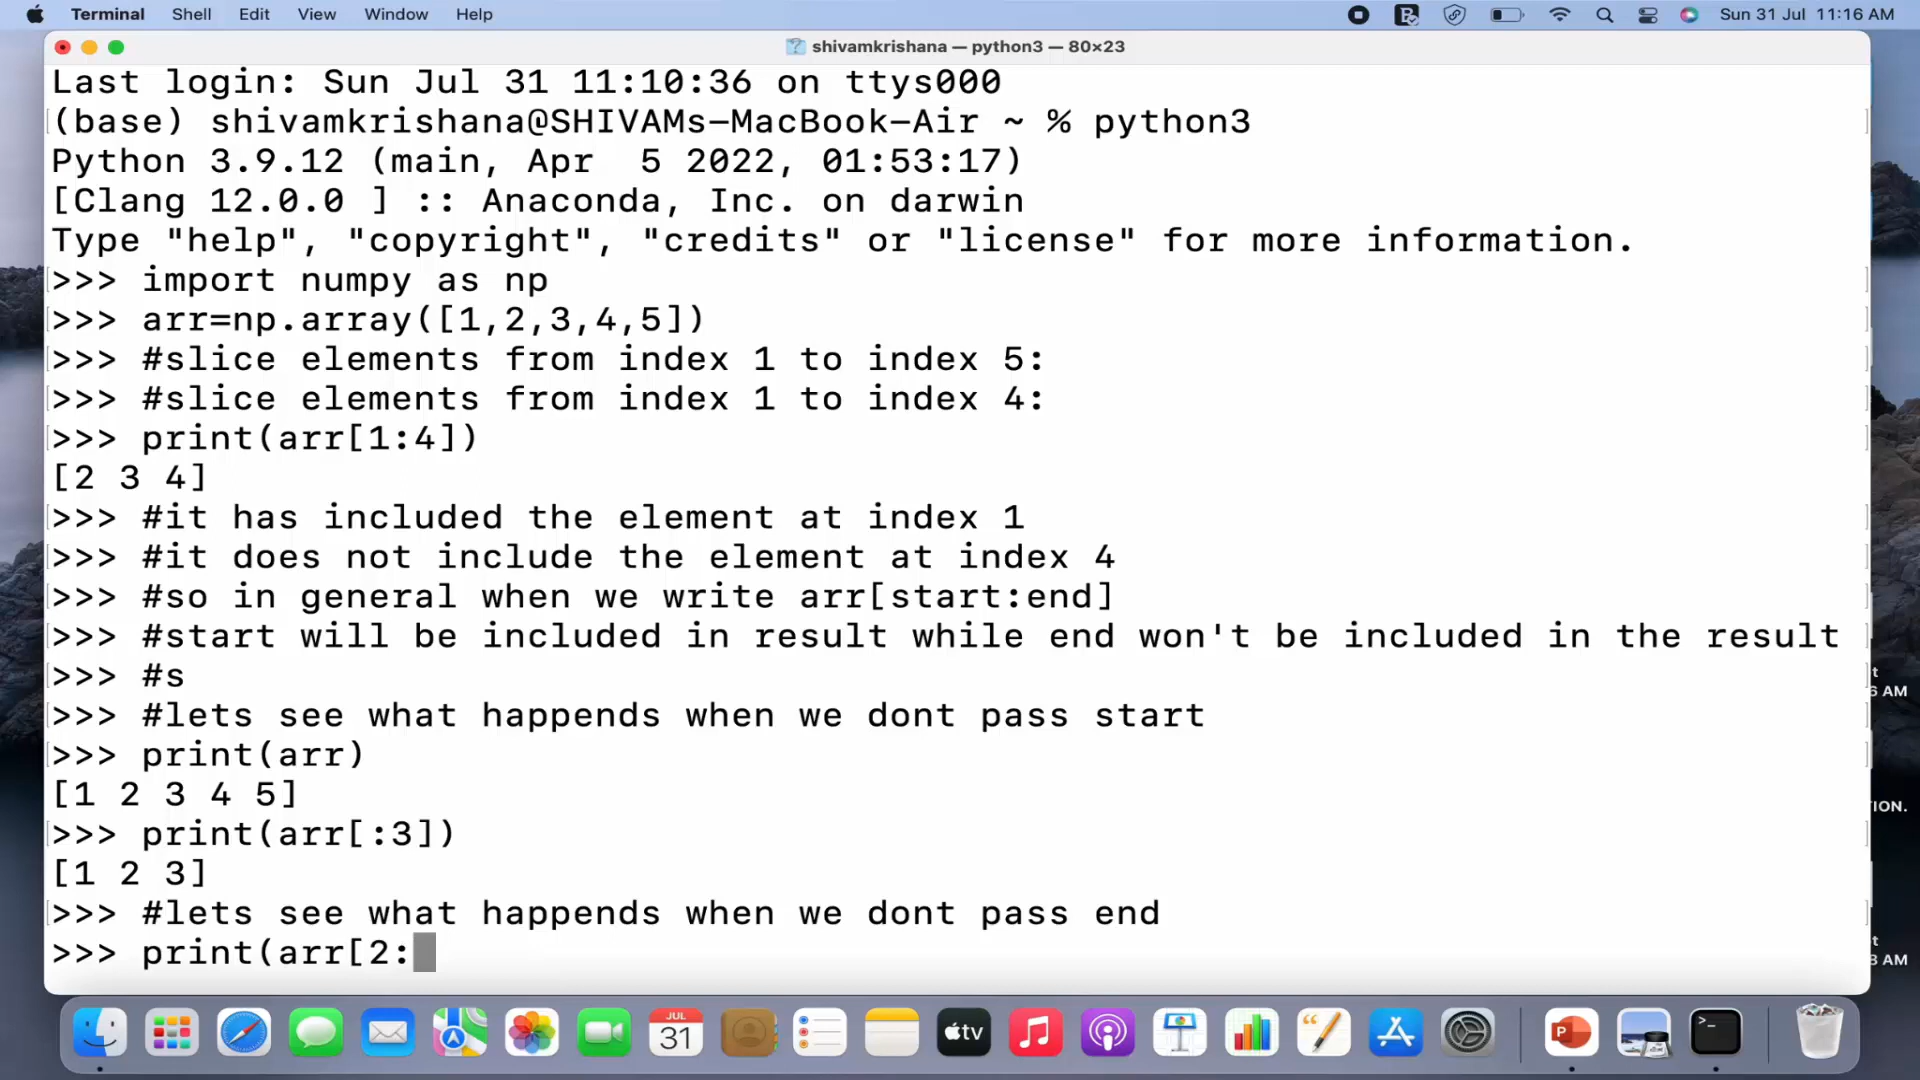 Terminal Shell Edit View Window Help Sun 31 Jul 11:16 AM
shivamkrishana — python3 — 80×23
Last login: Sun Jul 31 11:10:36 on ttys000
(base) shivamkrishana@SHIVAMs-MacBook-Air ~ % python3
Python 3.9.12 (main, Apr  5 2022, 01:53:17)
[Clang 12.0.0 ] :: Anaconda, Inc. on darwin
Type "help", "copyright", "credits" or "license" for more information.
>>> import numpy as np
>>> arr=np.array([1,2,3,4,5])
>>> #slice elements from index 1 to index 5:
>>> #slice elements from index 1 to index 4:
>>> print(arr[1:4])
[2 3 4]
>>> #it has included the element at index 1
>>> #it does not include the element at index 4
>>> #so in general when we write arr[start:end]
>>> #start will be included in result while end won't be included in the result
>>> #s
>>> #lets see what happends when we dont pass start
>>> print(arr)
[1 2 3 4 5]
>>> print(arr[:3])
[1 2 3]
>>> #lets see what happends when we dont pass end
>>> print(arr[2:
t
6 AM
ION.
t
8 AM
JUL
31
tv